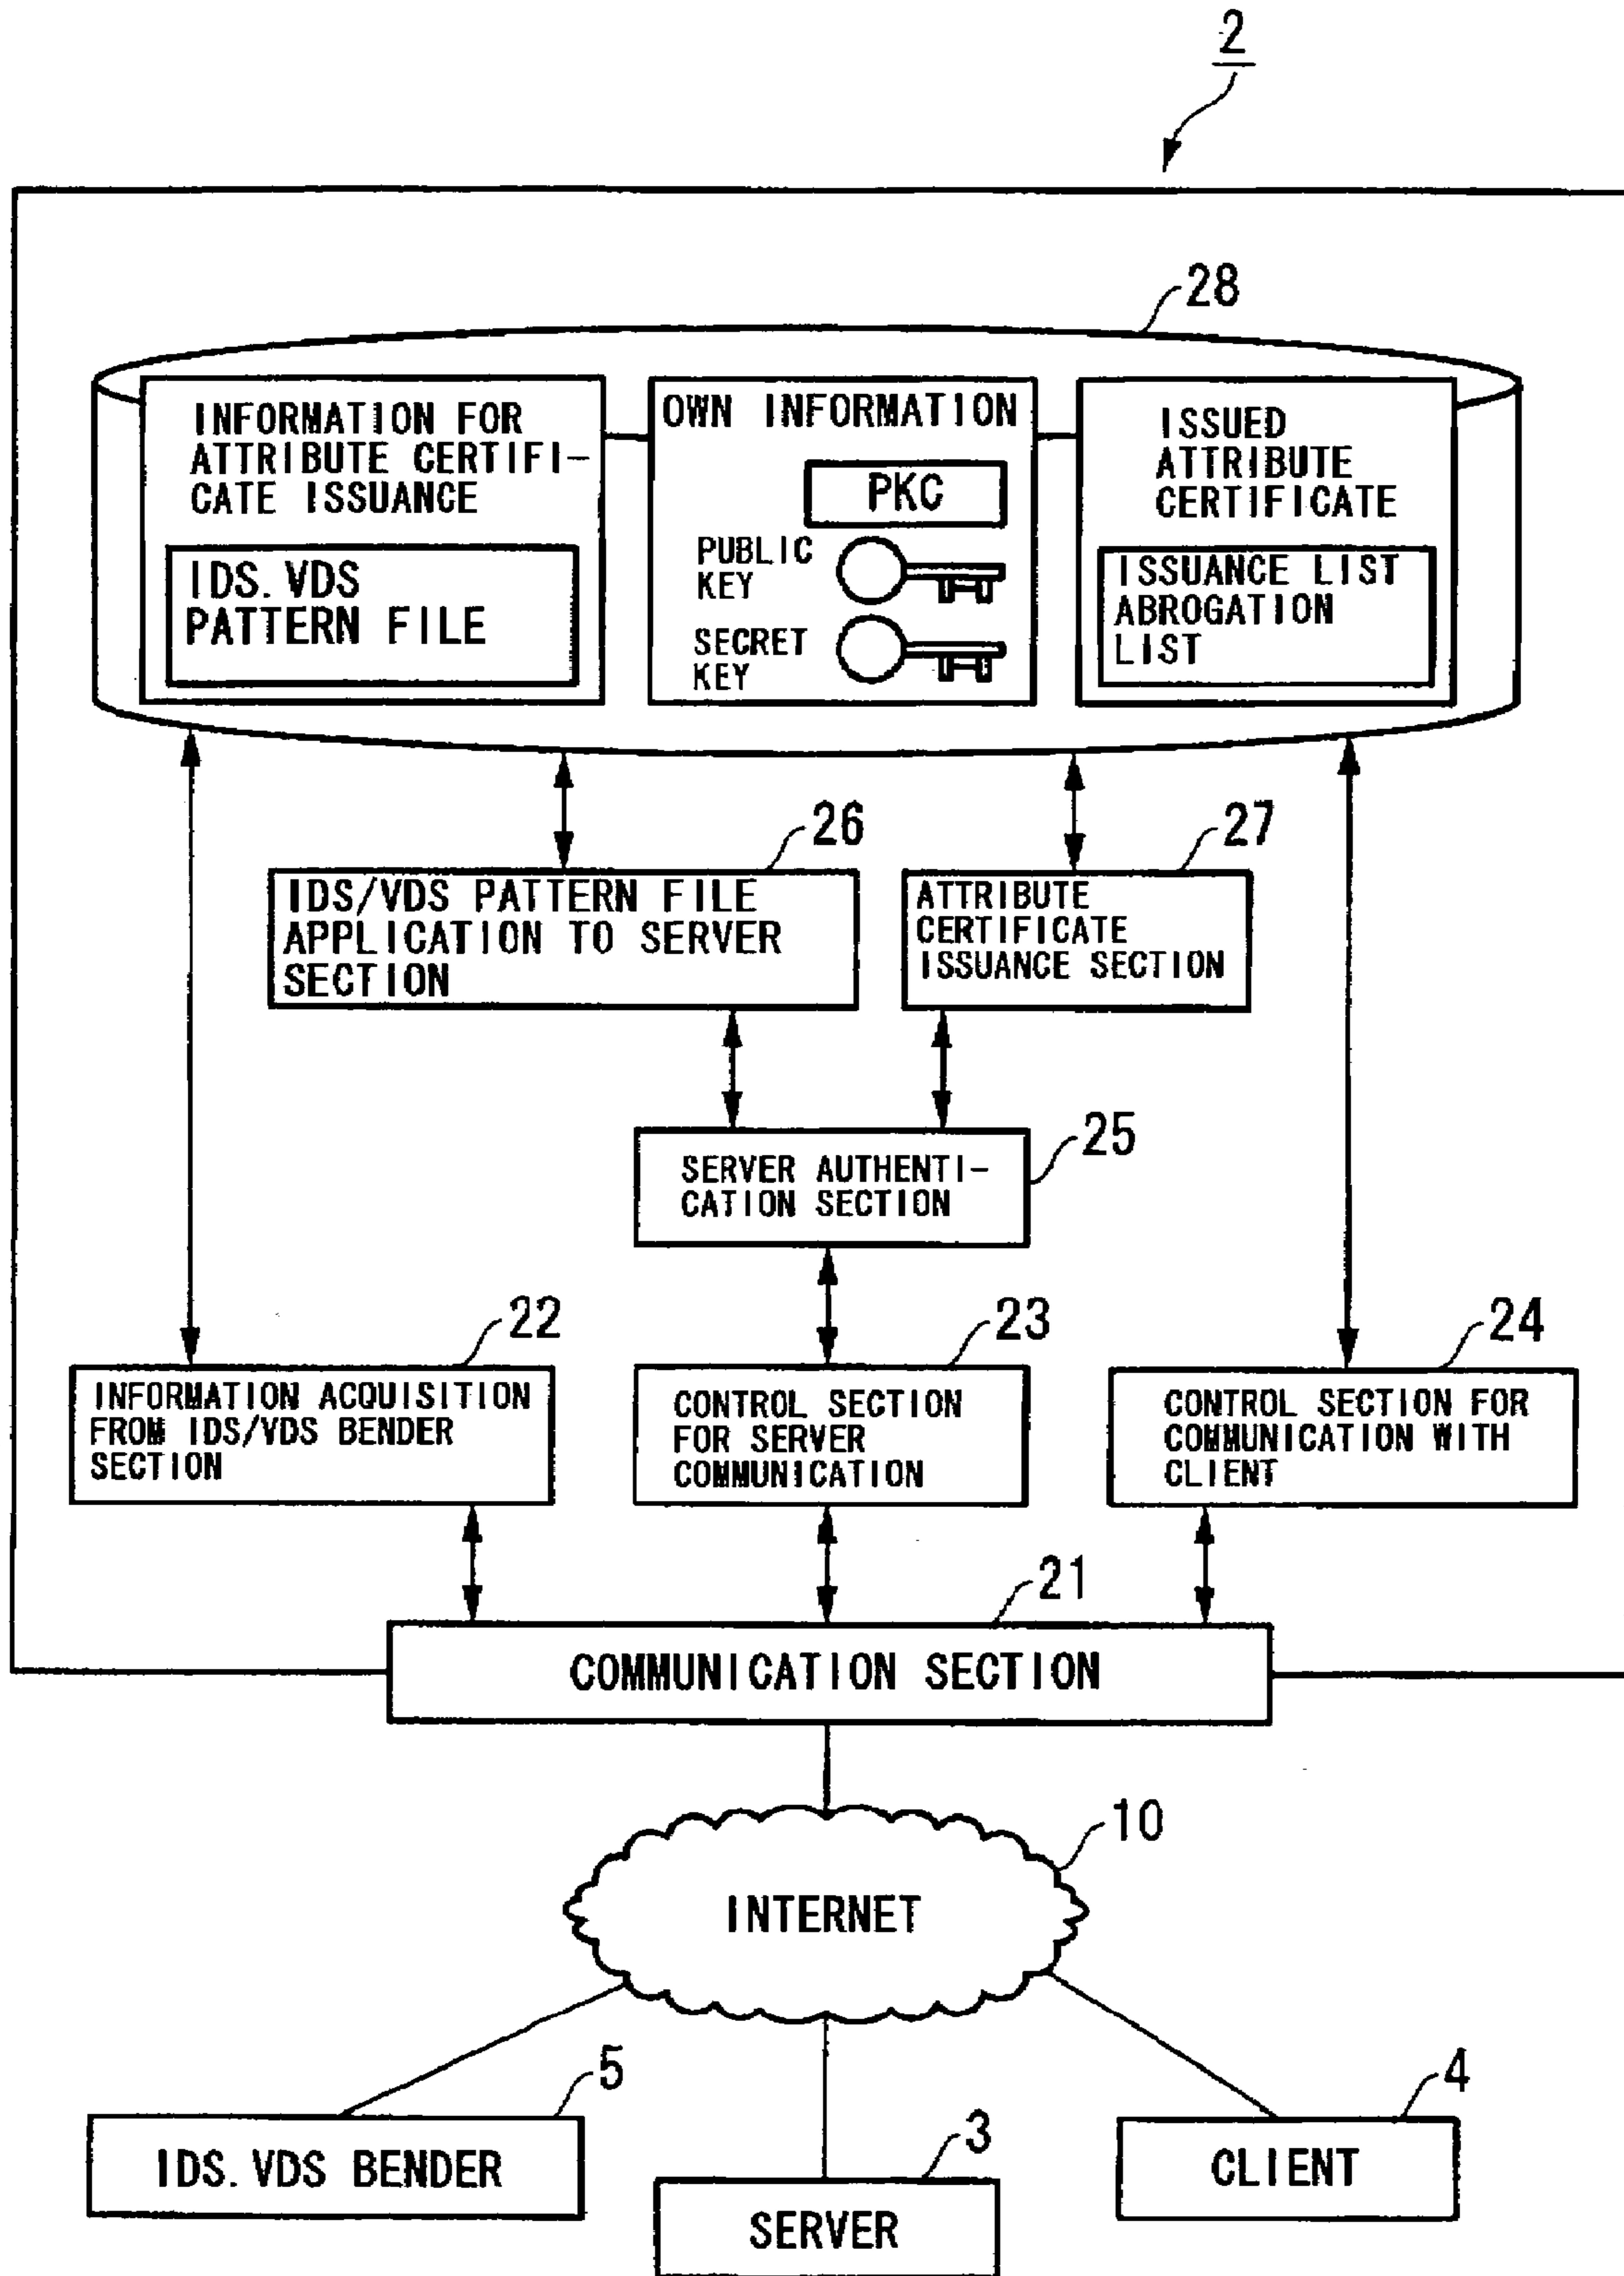 2
28
INFORMATION FOR
ATTRIBUTE CERTIFI-
CATE ISSUANCE
IDS. VDS
PATTERN FILE
OWN INFORMATION
PKC
PUBLIC
KEY
SECRET
KEY
ISSUED
ATTRIBUTE
CERTIFICATE
ISSUANCE LIST
ABROGATION
LIST
26
IDS/VDS PATTERN FILE
APPLICATION TO SERVER
SECTION
27
ATTRIBUTE
CERTIFICATE
ISSUANCE SECTION
25
SERVER AUTHENTI-
CATION SECTION
22
INFORMATION ACQUISITION
FROM IDS/VDS BENDER
SECTION
23
CONTROL SECTION
FOR SERVER
COMMUNICATION
24
CONTROL SECTION FOR
COMMUNICATION WITH
CLIENT
21
COMMUNICATION SECTION
10
INTERNET
5
IDS. VDS BENDER
3
SERVER
4
CLIENT